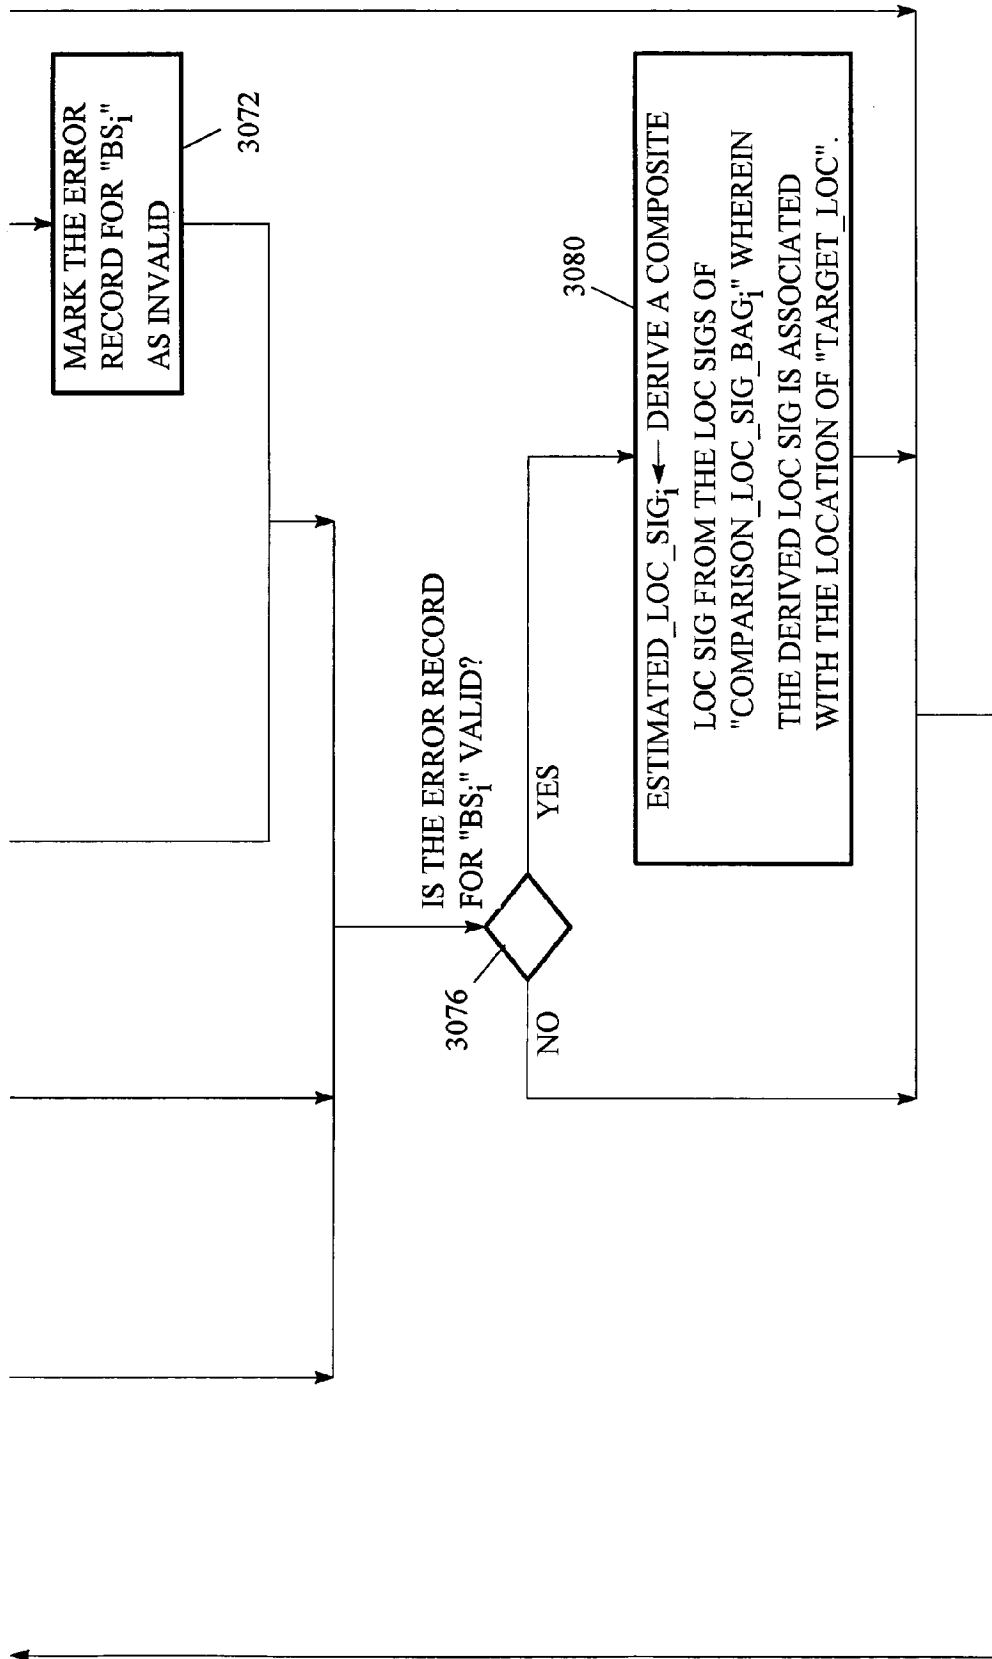 MARK THE ERROR
RECORD FOR "BSi"
AS INVALID
3072
IS THE ERROR RECORD
FOR "BSi" VALID?
3076
NO
YES
3080
ESTIMATED_LOC_SIGi ← DERIVE A COMPOSITE
LOC SIG FROM THE LOC SIGS OF
"COMPARISON_LOC_SIG_BAGi" WHEREIN
THE DERIVED LOC SIG IS ASSOCIATED
WITH THE LOCATION OF "TARGET_LOC".